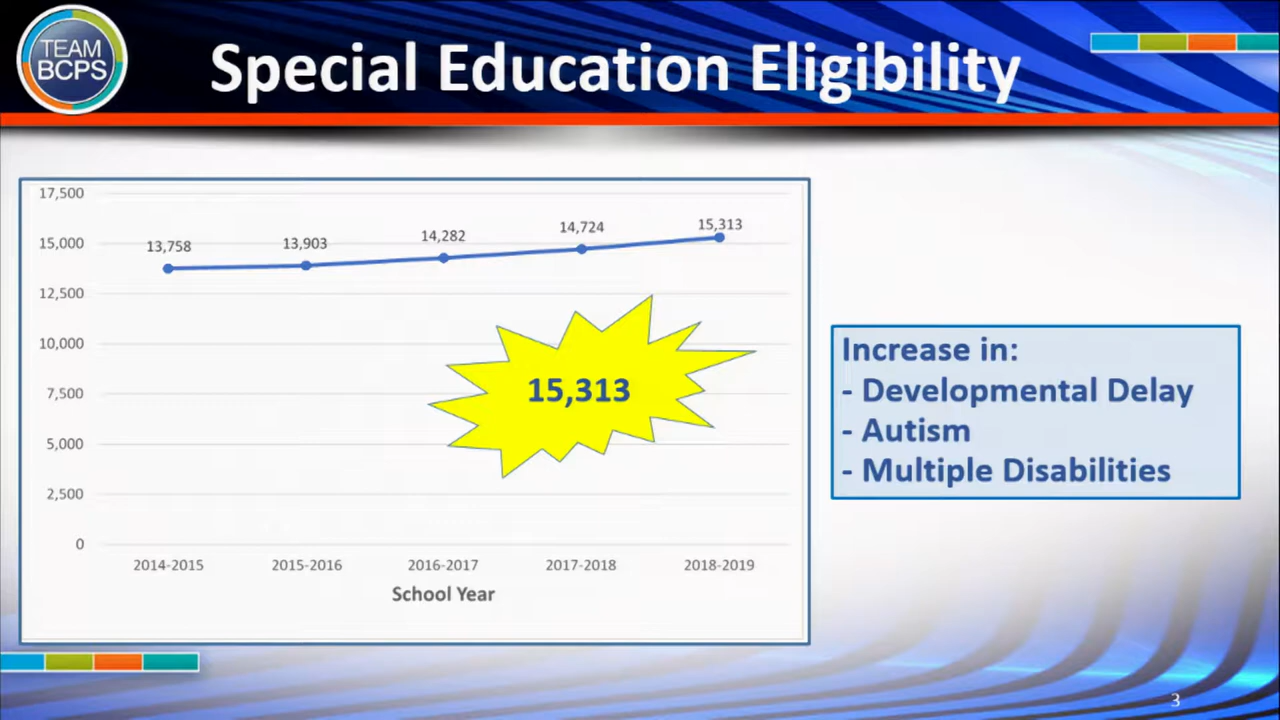 TEAM
BCPS
Special Education Eligibility
17,500
15,000
12,500
10,000
7,500
5,000
2,500
0
13,758
13,903
14,282
14,724
15,313
15,313
2014-2015
2015-2016
2016-2017
2017-2018
2018-2019
School Year
Increase in:
- Developmental Delay
- Autism
- Multiple Disabilities
3